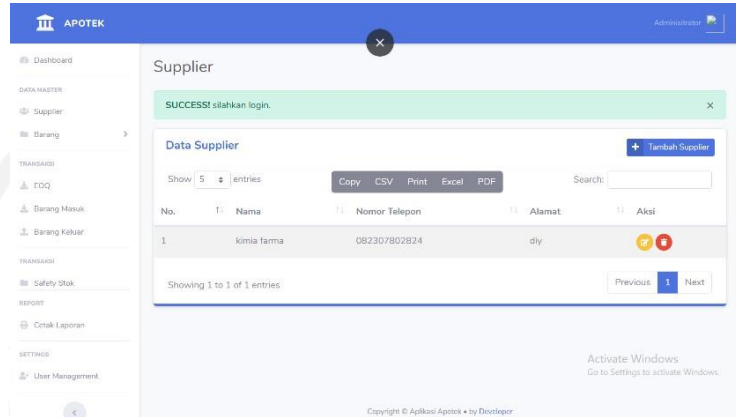 APOTEK
Administrator
Dashboard
DATA MASTER
Supplier
Barang
TRANSAKSI
EOQ
Barang Masuk
Barang Keluar
TRANSAKSI
Safety Stok
REPORT
Cetak Laporan
SETTINGS
User Management
Supplier
SUCCESS! silahkan login.
Data Supplier
+ Tambah Supplier
Show 5 entries
Copy CSV Print Excel PDF
Search:
No. Nama Nomor Telepon Alamat Aksi
1 kimia farma 082307802824 diy
Showing 1 to 1 of 1 entries
Previous 1 Next
Activate Windows
Go to Settings to activate Windows.
Copyright © Aplikasi Apotek • by Developer